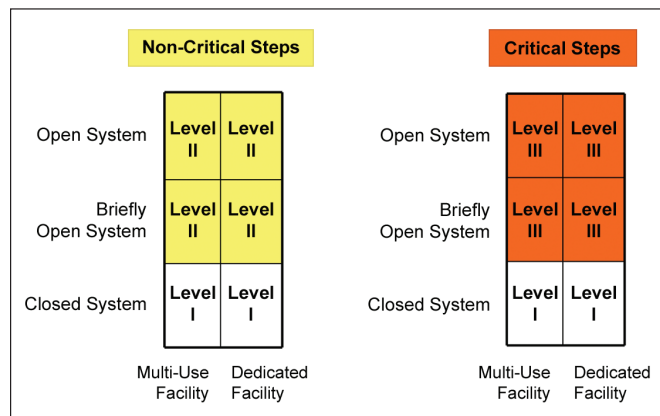 Non-Critical Steps
Open System
Level II
Level II
Briefly
Open System
Level II
Level II
Closed System
Level I
Level I
Multi-Use
Facility
Dedicated
Facility
Critical Steps
Open System
Level III
Level III
Briefly
Open System
Level III
Level III
Closed System
Level I
Level I
Multi-Use
Facility
Dedicated
Facility